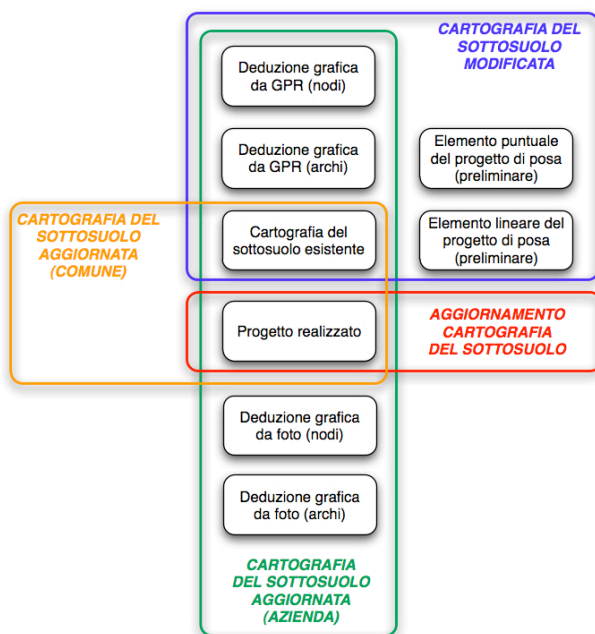 CARTOGRAFIA DEL
SOTTOSUOLO
MODIFICATA
Deduzione grafica
da GPR (nodi)
Deduzione grafica
da GPR (archi)
Elemento puntuale
del progetto di posa
(preliminare)
CARTOGRAFIA DEL
SOTTOSUOLO
AGGIORNATA
(COMUNE)
Cartografia del
sottosuolo esistente
Elemento lineare del
progetto di posa
(preliminare)
Progetto realizzato
AGGIORNAMENTO
CARTOGRAFIA
DEL SOTTOSUOLO
Deduzione grafica
da foto (nodi)
Deduzione grafica
da foto (archi)
CARTOGRAFIA
DEL SOTTOSUOLO
AGGIORNATA
(AZIENDA)